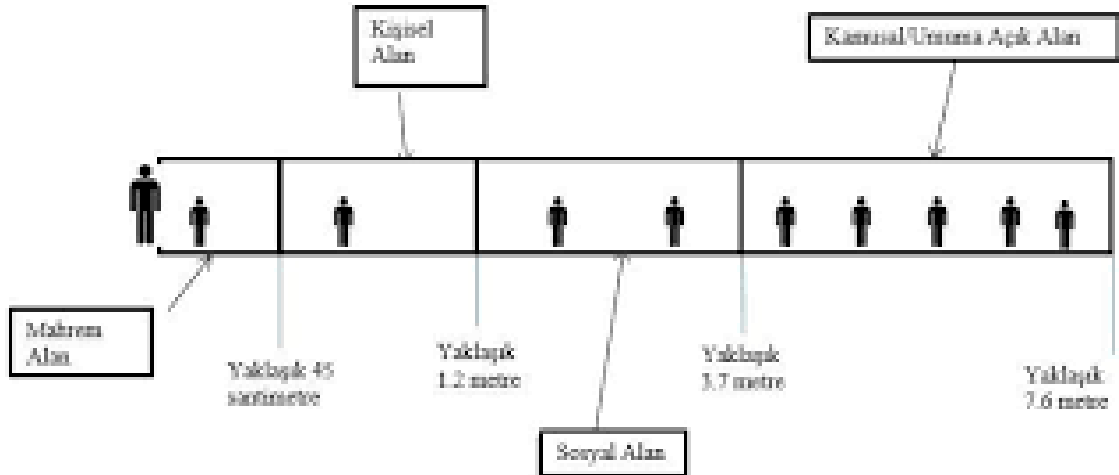 Kişisel
Alan
Kamusal/Umuma Açık Alan
Mahrem
Alan
Yaklaşık 45
santimetre
Yaklaşık
1.2 metre
Yaklaşık
3.7 metre
Yaklaşık
7.6 metre
Sosyal Alan